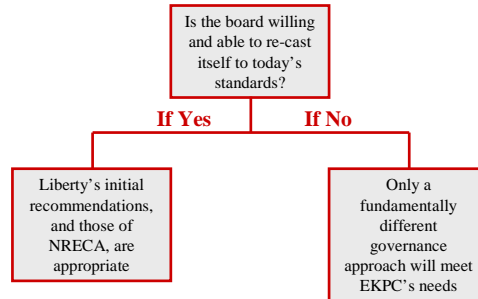 Is the board willing
and able to re-cast
itself to today's
standards?
If Yes
If No
Liberty's initial
recommendations,
and those of
NRECA, are
appropriate
Only a
fundamentally
different
governance
approach will meet
EKPC's needs